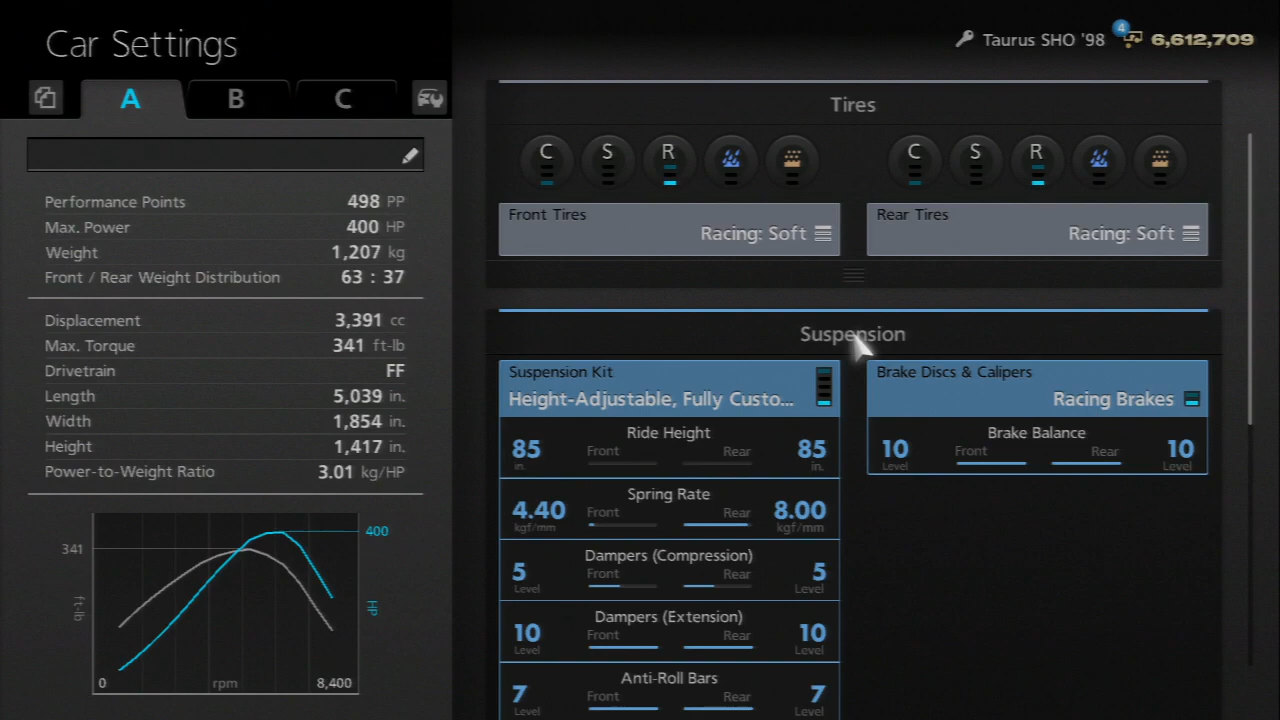 Car Settings
Taurus SHO '98
4
6,612,709
A B C
Performance Points 498 PP
Max. Power 400 HP
Weight 1,207 kg
Front / Rear Weight Distribution 63 : 37
Displacement 3,391 cc
Max. Torque 341 ft-lb
Drivetrain FF
Length 5,039 in.
Width 1,854 in.
Height 1,417 in.
Power-to-Weight Ratio 3.01 kg/HP
400
341
ft-lb
HP
0 rpm 8,400
Tires
C S R C S R
Front Tires
Racing: Soft
Rear Tires
Racing: Soft
Suspension
Suspension Kit
Height-Adjustable, Fully Custo...
Ride Height
85 in. Front Rear 85 in.
Spring Rate
4.40 kgf/mm Front Rear 8.00 kgf/mm
Dampers (Compression)
5 Level Front Rear 5 Level
Dampers (Extension)
10 Level Front Rear 10 Level
Anti-Roll Bars
7 Level Front Rear 7 Level
Brake Discs & Calipers
Racing Brakes
Brake Balance
10 Level Front Rear 10 Level